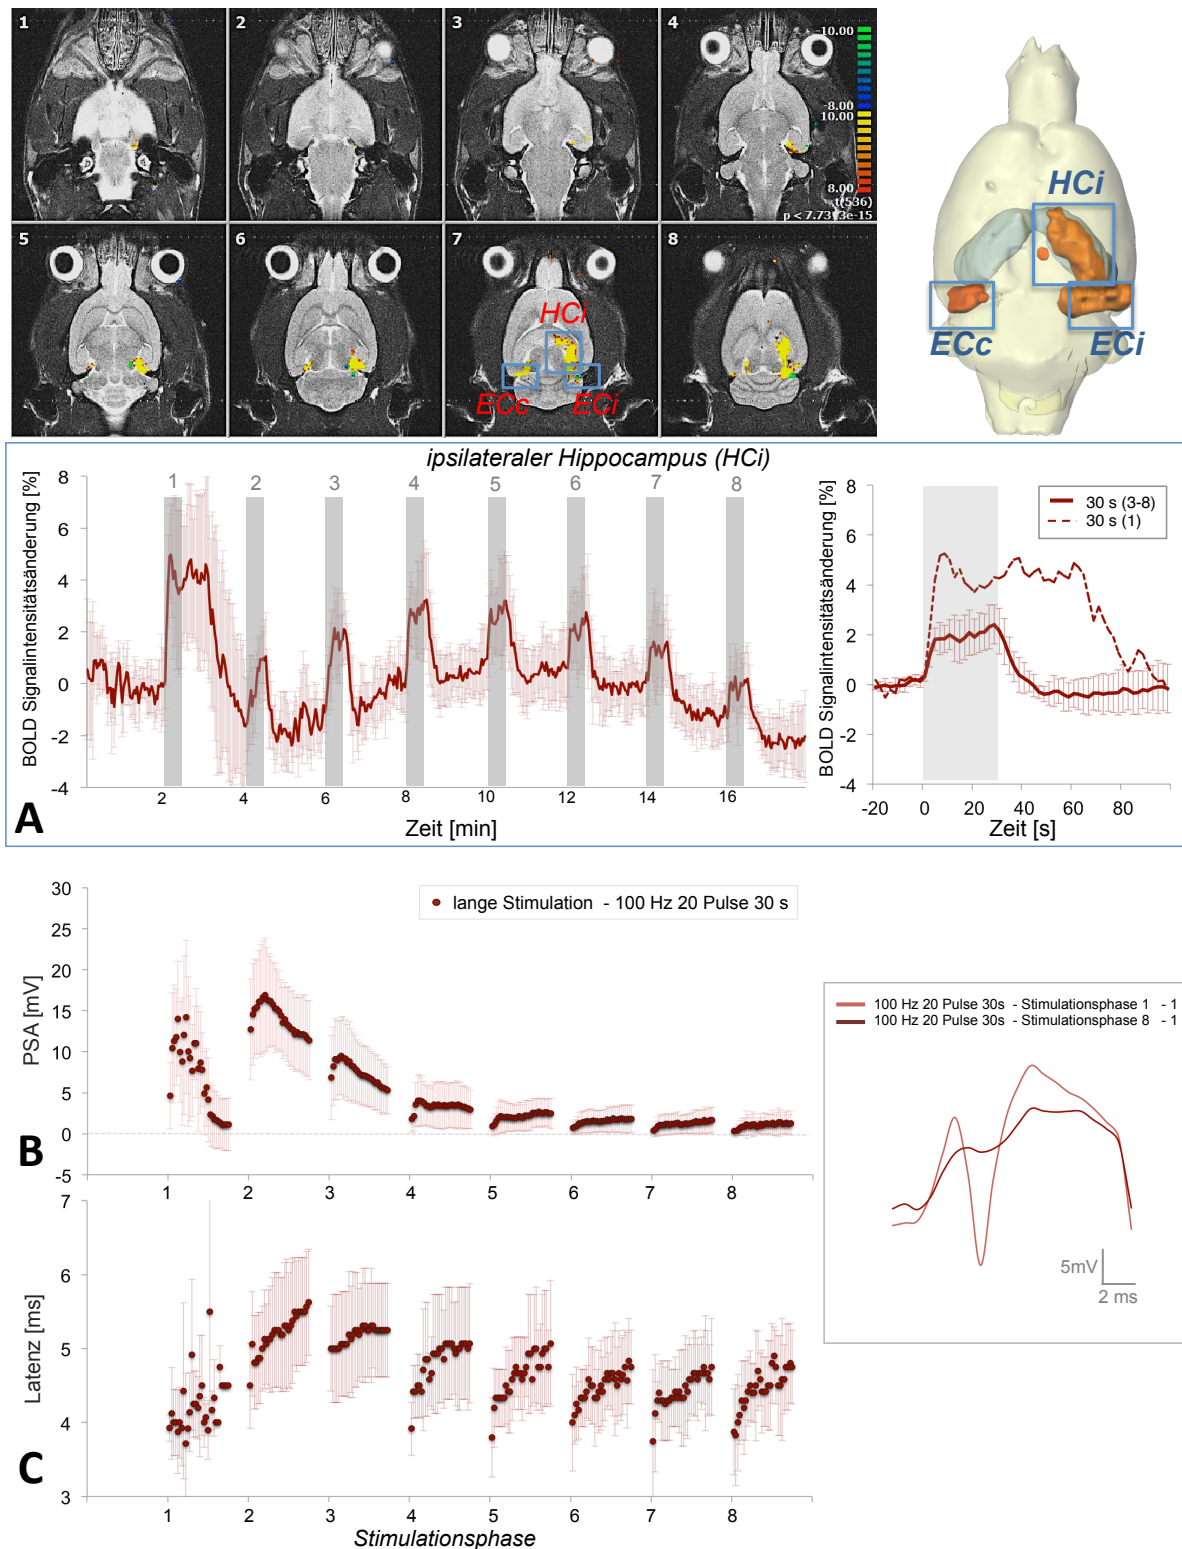 1
2
3
4
-10.00
-8.00
10.00
8.00
t(536)
p < 7.7373e-15
5
6
7
8
HCi
ECc
ECi
HCi
ECc
ECi
ipsilateraler Hippocampus (HCi)
BOLD Signalintensitätsänderung [%]
8
6
4
2
0
-2
-4
1
2
3
4
5
6
7
8
2
4
6
8
10
12
14
16
Zeit [min]
A
BOLD Signalintensitätsänderung [%]
8
6
4
2
0
-2
-4
30 s (3-8)
30 s (1)
-20
0
20
40
60
80
Zeit [s]
PSA [mV]
30
25
20
15
10
5
0
-5
lange Stimulation - 100 Hz 20 Pulse 30 s
1
2
3
4
5
6
7
8
B
100 Hz 20 Pulse 30s - Stimulationsphase 1 - 1
100 Hz 20 Pulse 30s - Stimulationsphase 8 - 1
5mV
2 ms
Latenz [ms]
7
6
5
4
3
1
2
3
4
5
6
7
8
Stimulationsphase
C